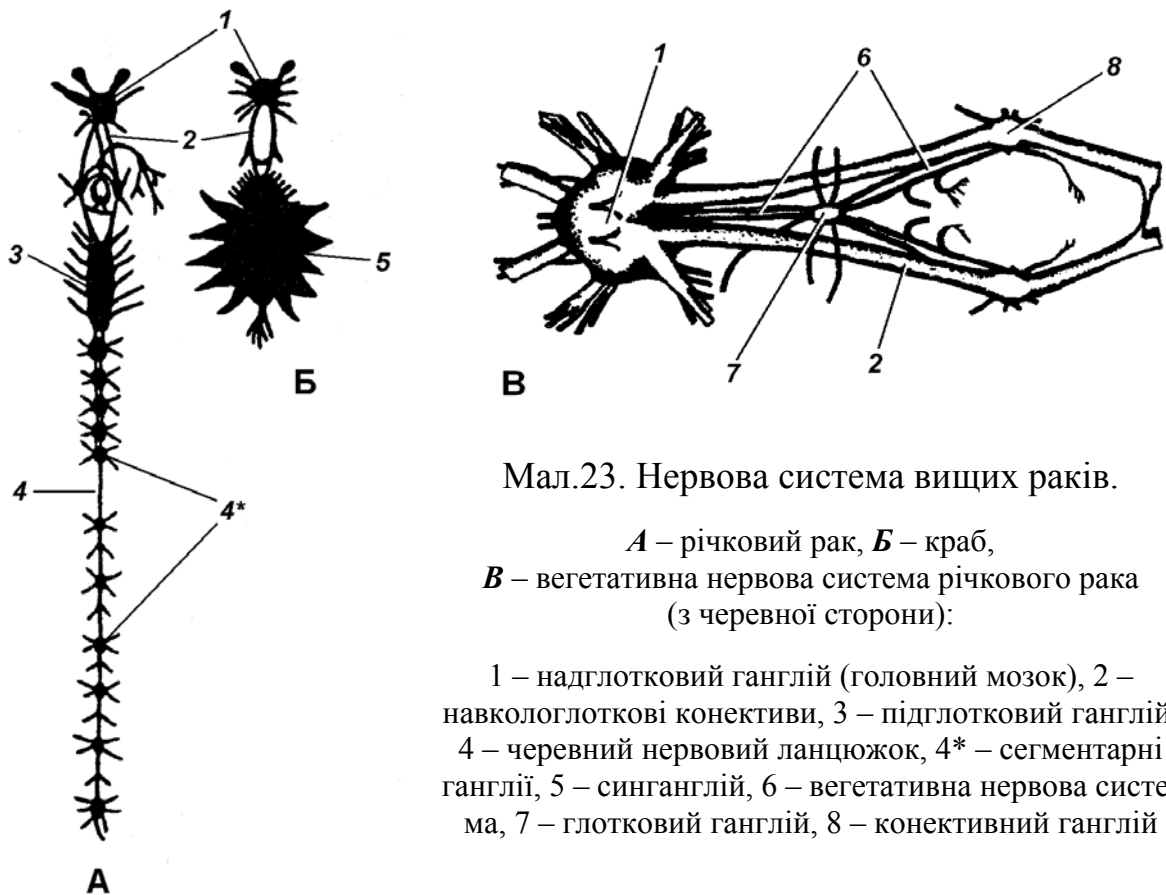 1
1
6
8
2
3
5
Б
В
7
2
4
4*
А
Мал.23. Нервова система вищих раків.
А – річковий рак, Б – краб,
В – вегетативна нервова система річкового рака
(з черевної сторони):
1 – надглотковий ганглій (головний мозок), 2 –
навкологлоткові конективи, 3 – підглотковий ганглій
4 – черевний нервовий ланцюжок, 4* – сегментарні
ганглії, 5 – синганглій, 6 – вегетативна нервова систе
ма, 7 – глотковий ганглій, 8 – конективний ганглій